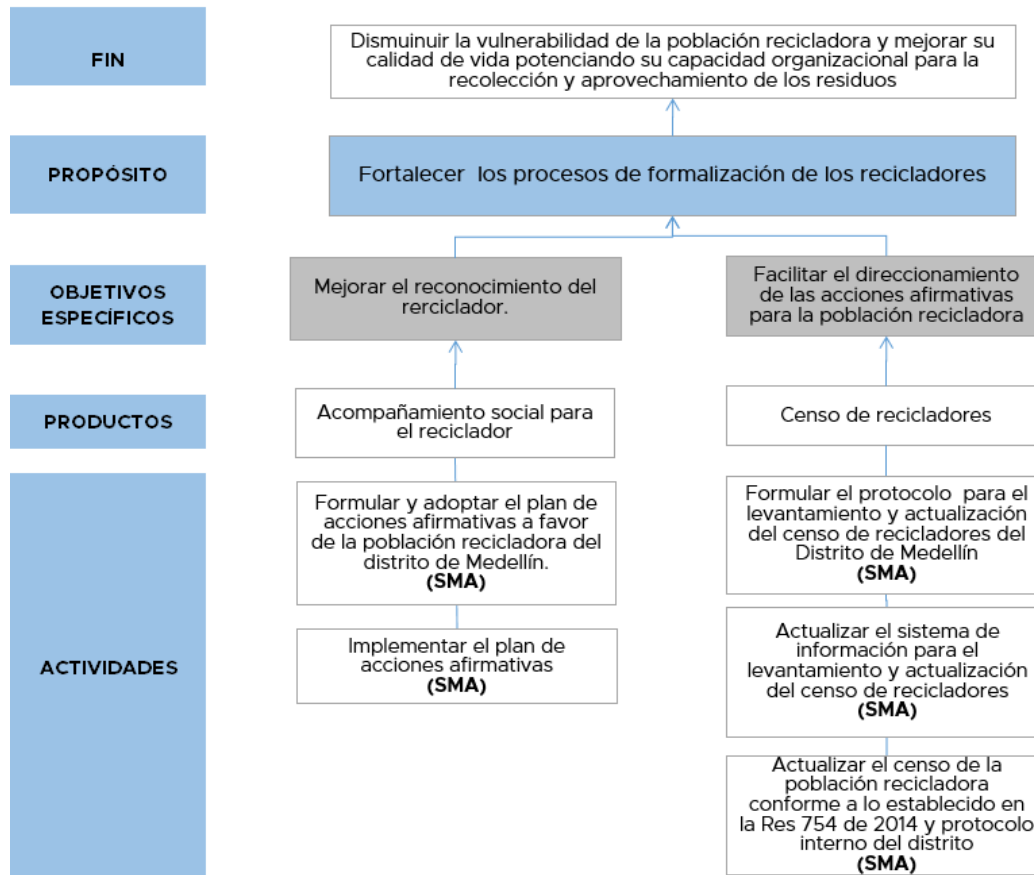 FIN
Dismuinuir la vulnerabilidad de la población recicladora y mejorar su
calidad de vida potenciando su capacidad organizacional para la
recolección y aprovechamiento de los residuos
PROPÓSITO
Fortalecer los procesos de formalización de los recicladores
OBJETIVOS
ESPECÍFICOS
Mejorar el reconocimiento del
rerciclador.
Facilitar el direccionamiento
de las acciones afirmativas
para la población recicladora
PRODUCTOS
Acompañamiento social para
el reciclador
Censo de recicladores
ACTIVIDADES
Formular y adoptar el plan de
acciones afirmativas a favor
de la población recicladora del
distrito de Medellín.
(SMA)
Implementar el plan de
acciones afirmativas
(SMA)
Formular el protocolo para el
levantamiento y actualización
del censo de recicladores del
Distrito de Medellín
(SMA)
Actualizar el sistema de
información para el
levantamiento y actualización
del censo de recicladores
(SMA)
Actualizar el censo de la
población recicladora
conforme a lo establecido en
la Res 754 de 2014 y protocolo
interno del distrito
(SMA)